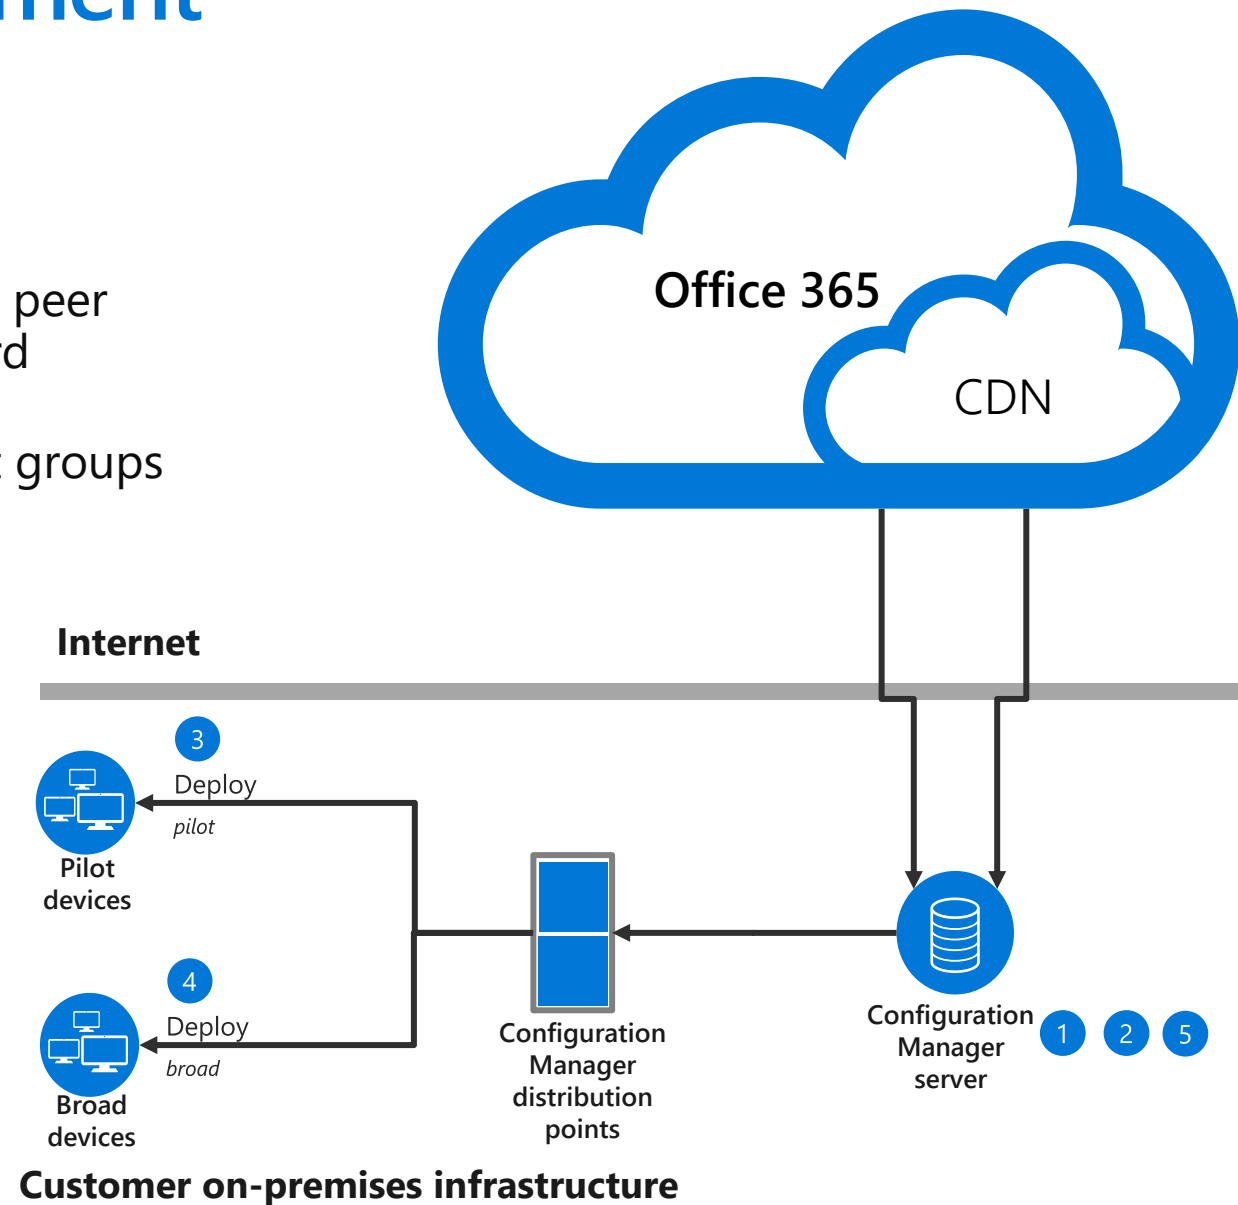 peer
groups
Office 365
CDN
Internet
3
Deploy
pilot
Pilot
devices
4
Deploy
broad
Broad
devices
Configuration
Manager
distribution
points
Configuration
Manager
server
1 2 5
Customer on-premises infrastructure